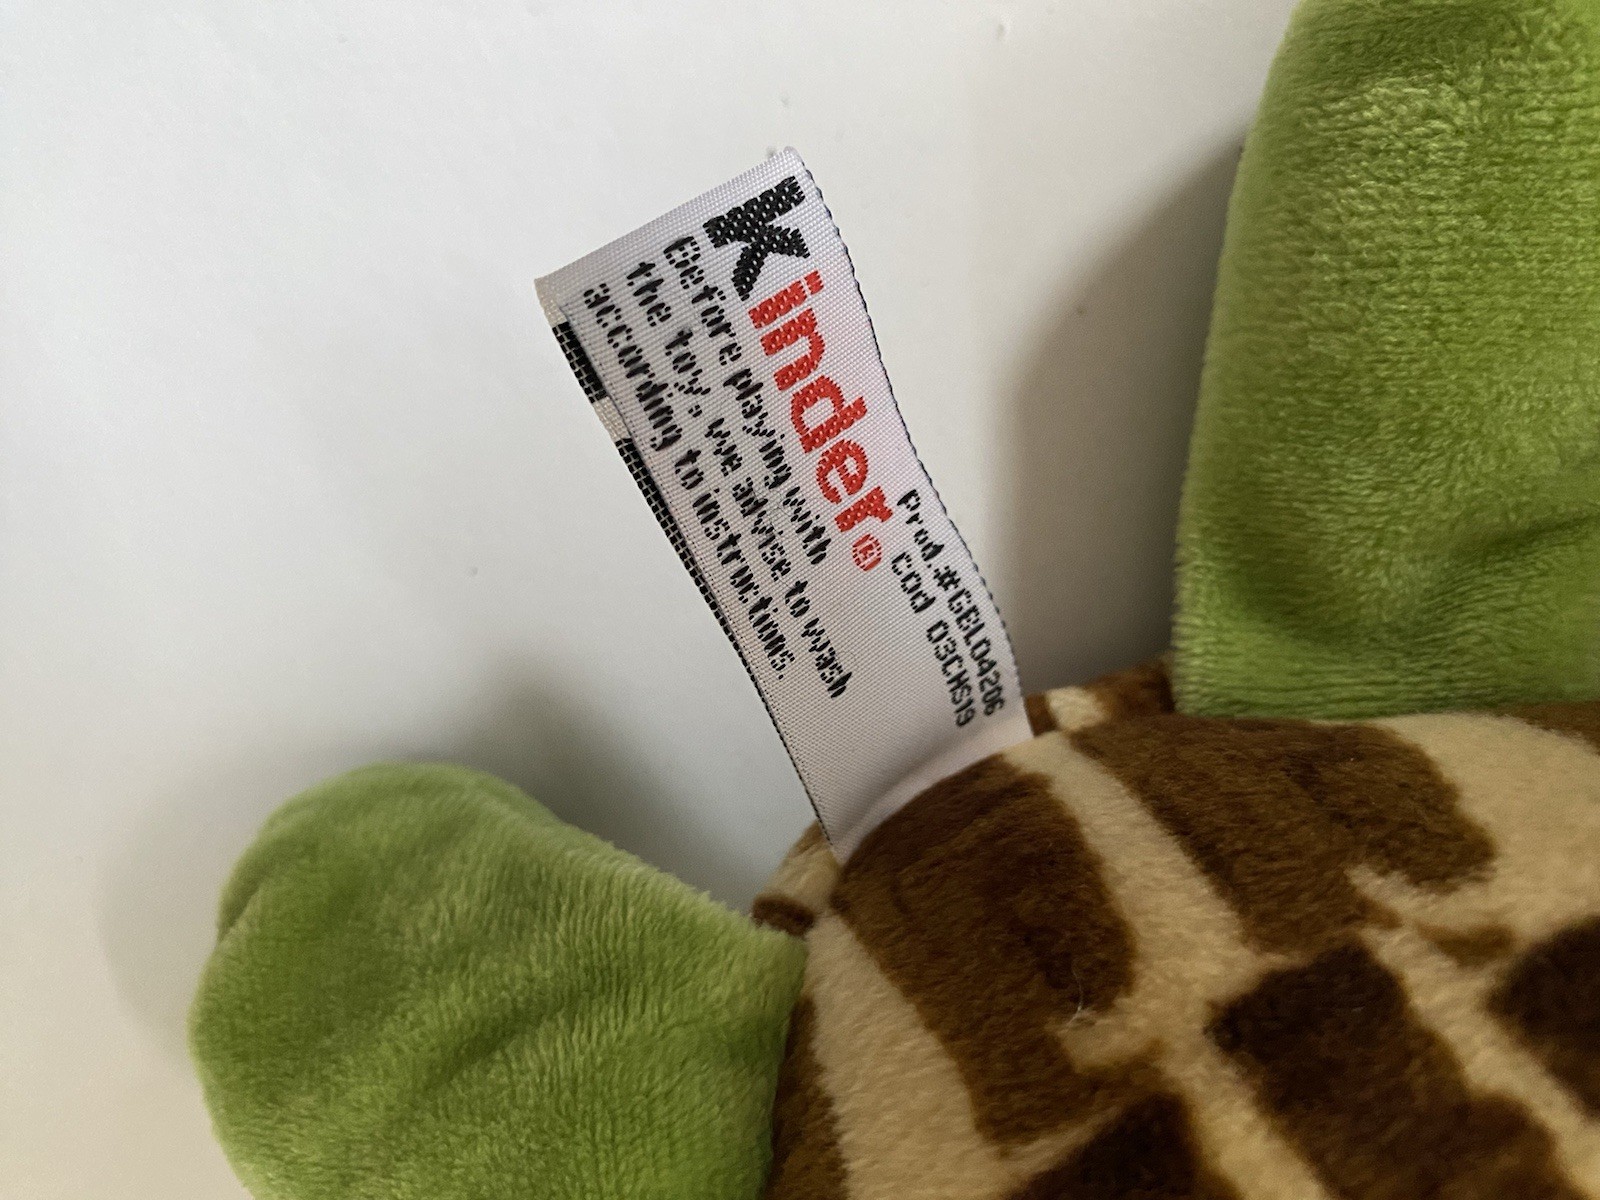 Kinder®
Before playing with
the toy, we advise to wash
according to instructions.
Prod.#GEL04206
COD 03CHS19